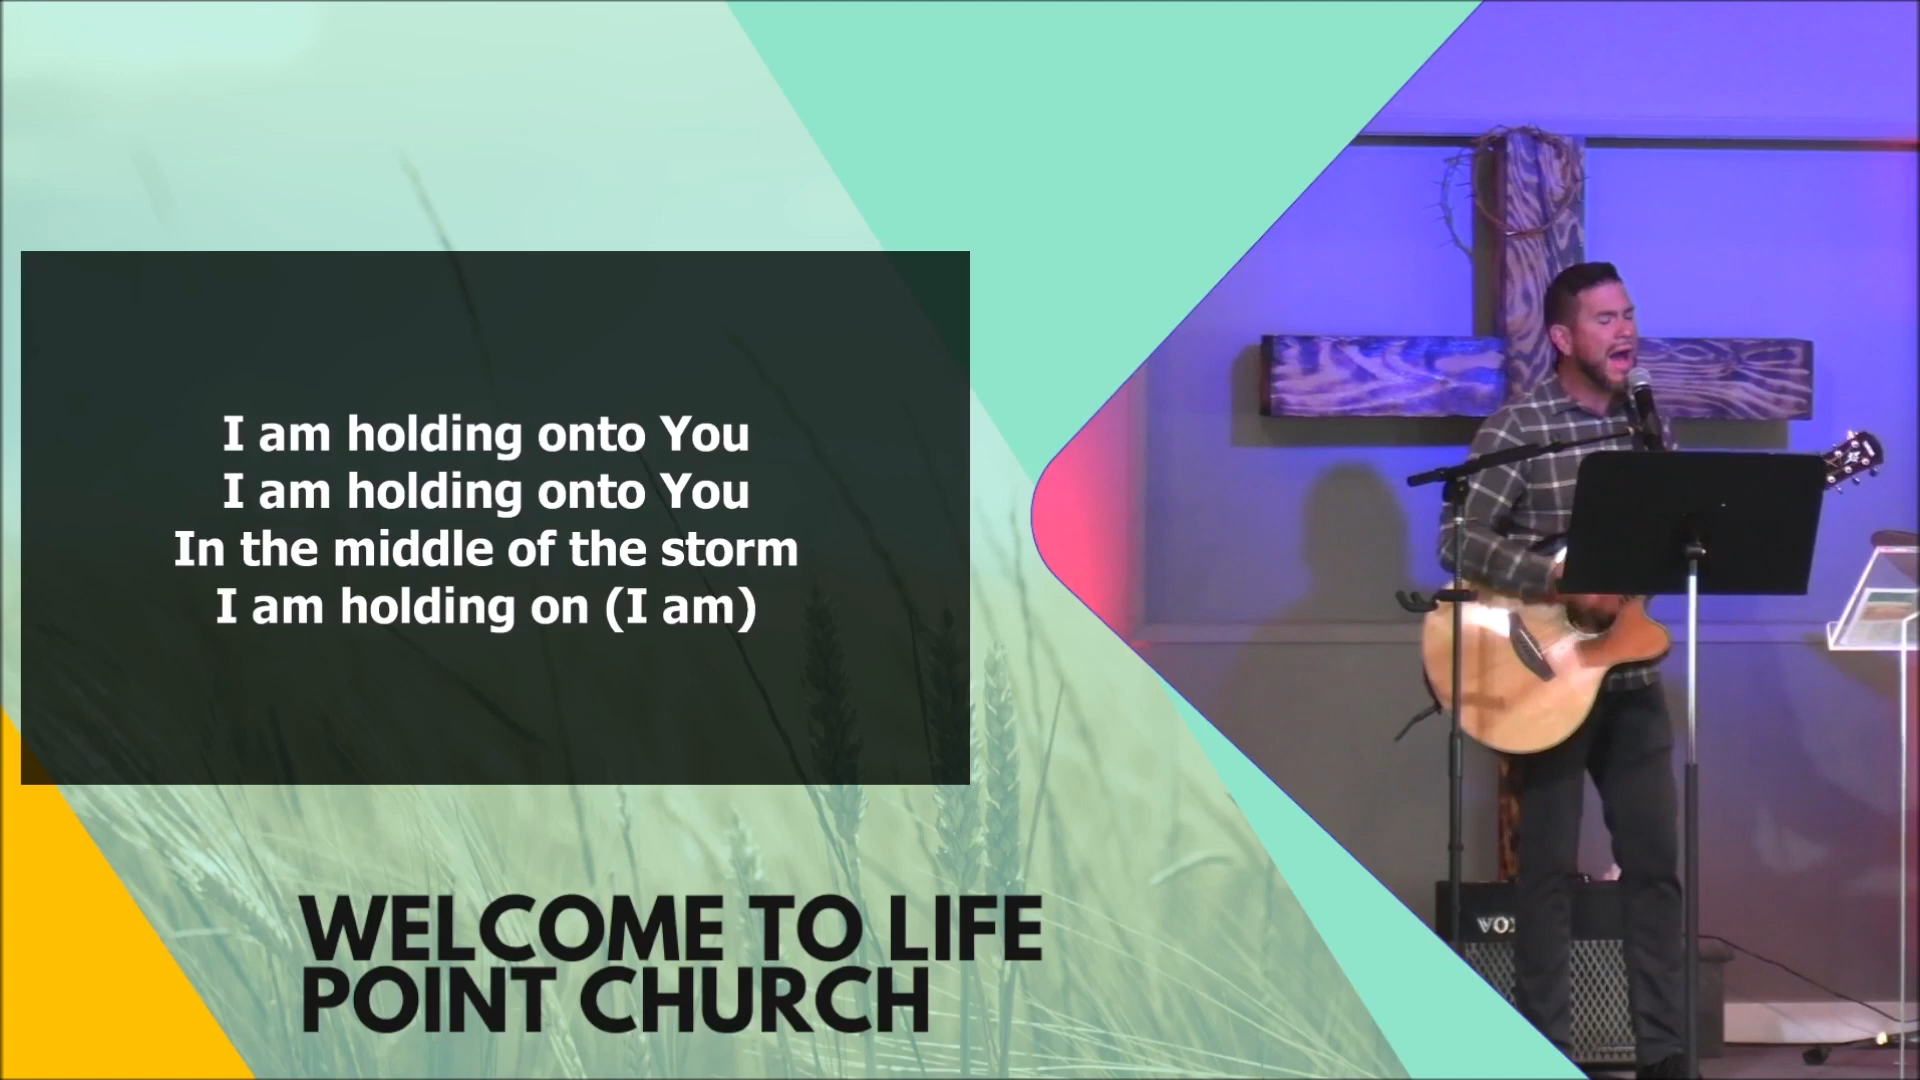 I am holding onto You
I am holding onto You
In the middle of the storm
I am holding on (I am)
WELCOME TO LIFE
POINT CHURCH
VOX